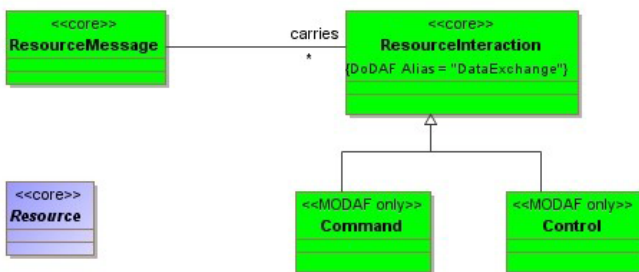 <<core>>
ResourceMessage
carries
*
<<core>>
ResourceInteraction
{DoDAF Alias = "DataExchange"}
<<core>>
Resource
<<MODAF only>>
Command
<<MODAF only>>
Control